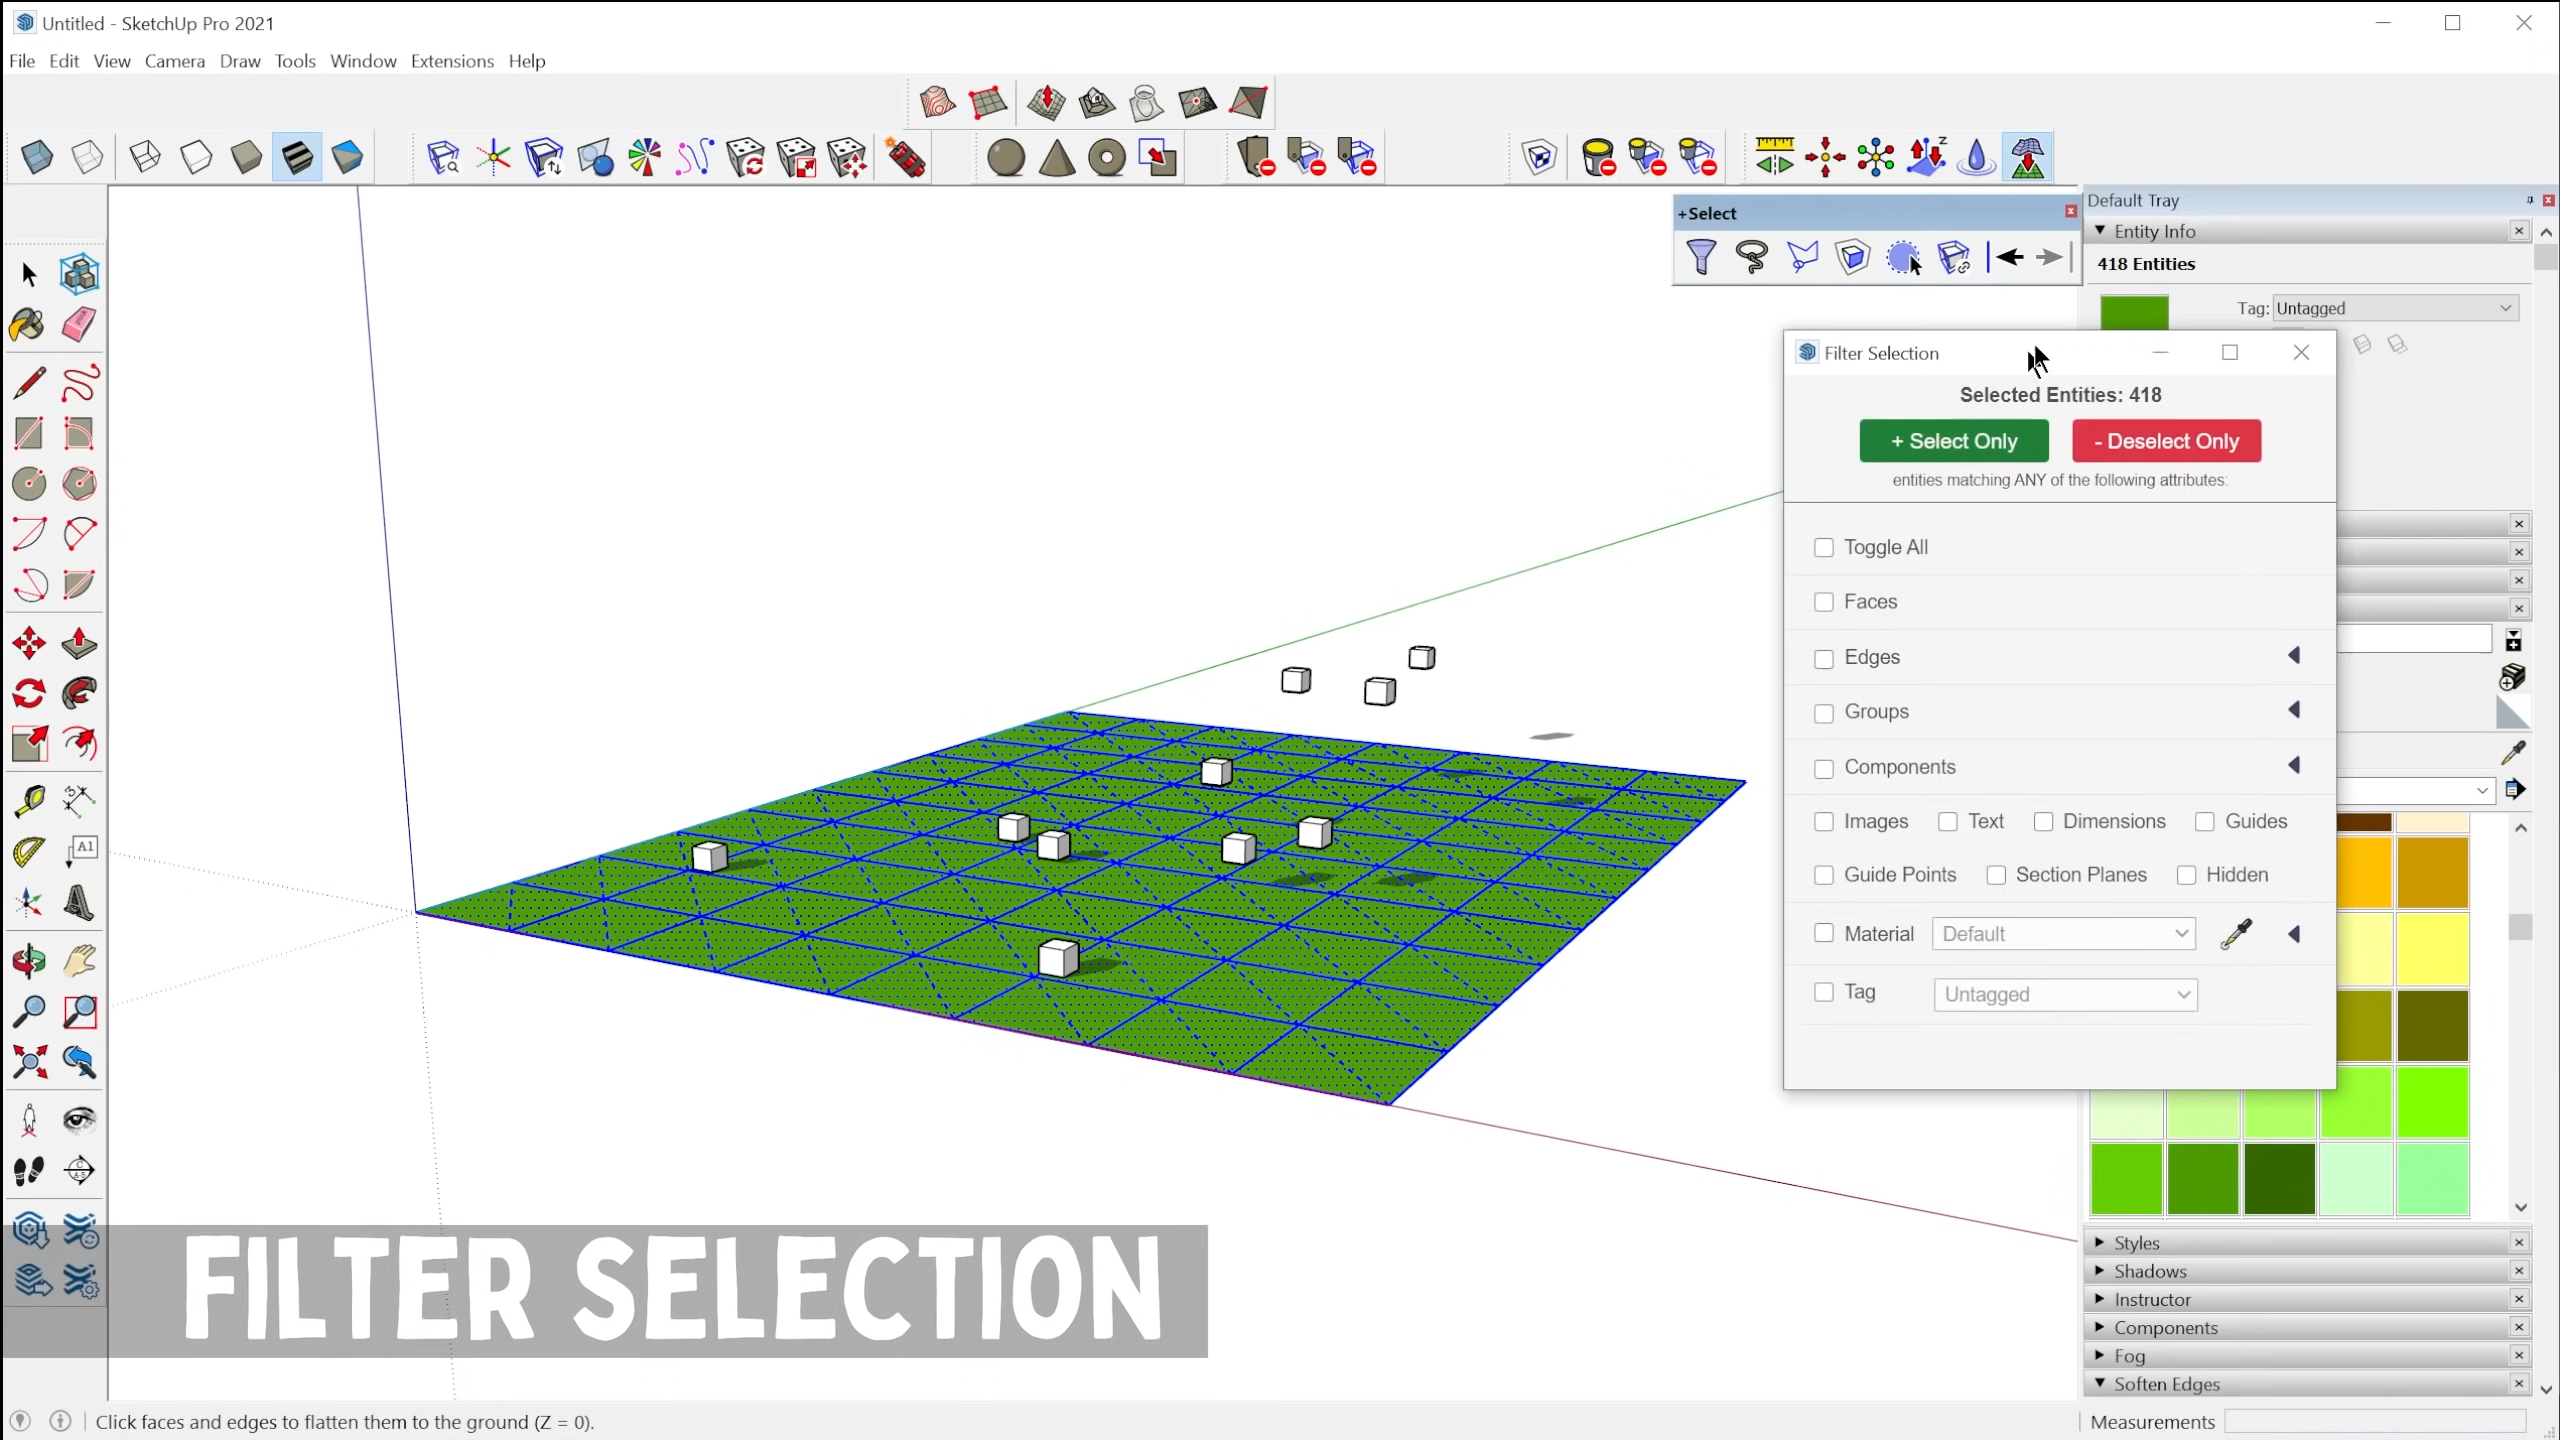 Untitled - SketchUp Pro 2021
File Edit View Camera Draw Tools Window Extensions Help
+Select
Default Tray
Entity Info
418 Entities
Tag: Untagged
Filter Selection
Selected Entities: 418
+ Select Only
- Deselect Only
entities matching ANY of the following attributes:
Toggle All
Faces
Edges
Groups
Components
Images Text Dimensions Guides
Guide Points Section Planes Hidden
Material Default
Tag Untagged
A1
Z
FILTER SELECTION
Styles
Shadows
Instructor
Components
Fog
Soften Edges
Click faces and edges to flatten them to the ground (Z = 0).
Measurements